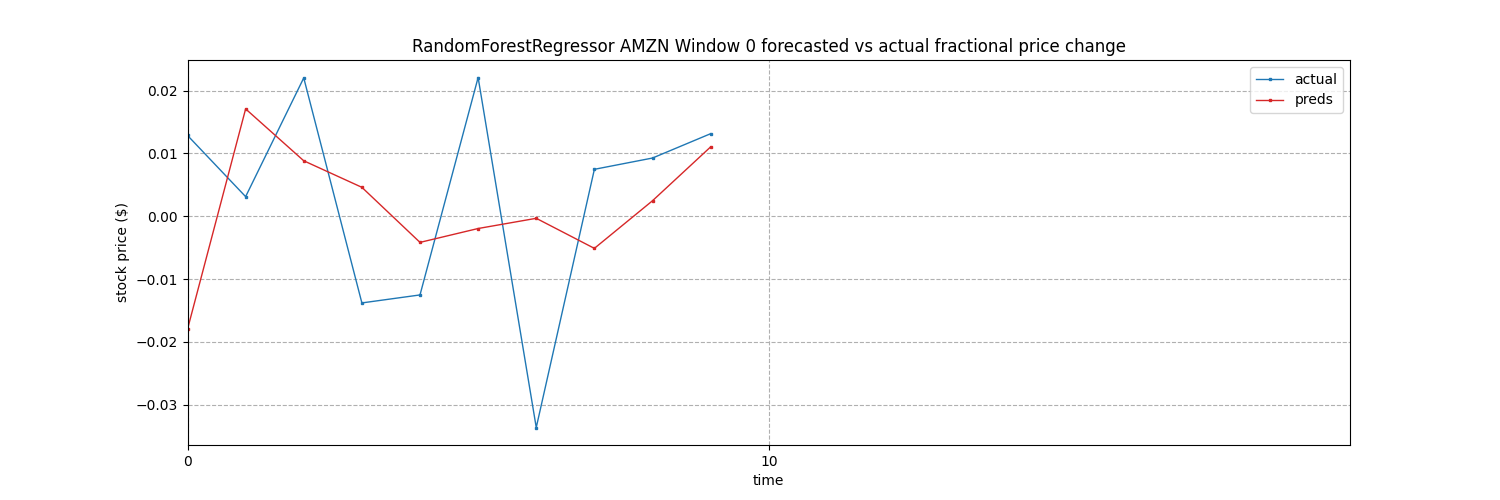 RandomForestRegressor AMZN Window 0 forecasted vs actual fractional price change
actual
preds
0.02
0.01
0.00
−0.01
−0.02
−0.03
stock price ($)
0
10
time